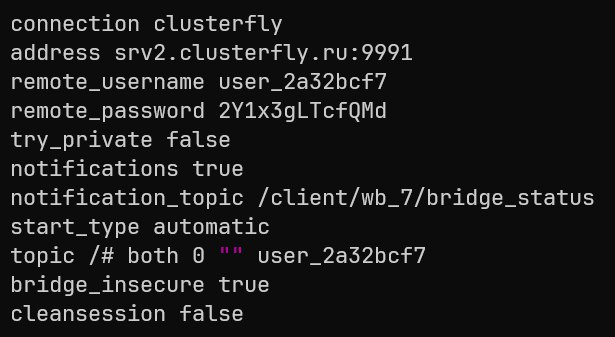 connection clusterfly
address srv2.clusterfly.ru:9991
remote_username user_2a32bcf7
remote_password 2Y1x3gLTcfQMd
try_private false
notifications true
notification_topic /client/wb_7/bridge_status
start_type automatic
topic /# both 0 "" user_2a32bcf7
bridge_insecure true
cleansession false